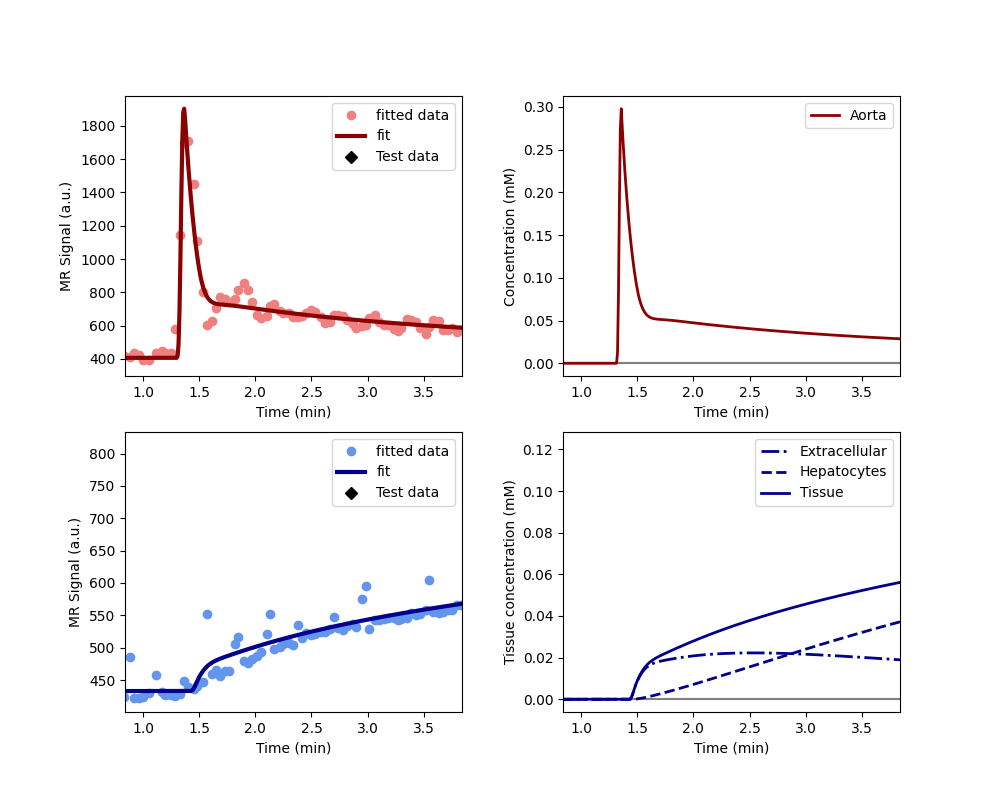 1800
1600
1400
1200
1000
800
600
400
MR Signal (a.u.)
fitted data
fit
Test data
1.0 1.5 2.0 2.5 3.0 3.5
Time (min)
0.30
0.25
0.20
0.15
0.10
0.05
0.00
Concentration (mM)
Aorta
1.0 1.5 2.0 2.5 3.0 3.5
Time (min)
800
750
700
650
600
550
500
450
MR Signal (a.u.)
fitted data
fit
Test data
1.0 1.5 2.0 2.5 3.0 3.5
Time (min)
0.12
0.10
0.08
0.06
0.04
0.02
0.00
Tissue concentration (mM)
Extracellular
Hepatocytes
Tissue
1.0 1.5 2.0 2.5 3.0 3.5
Time (min)